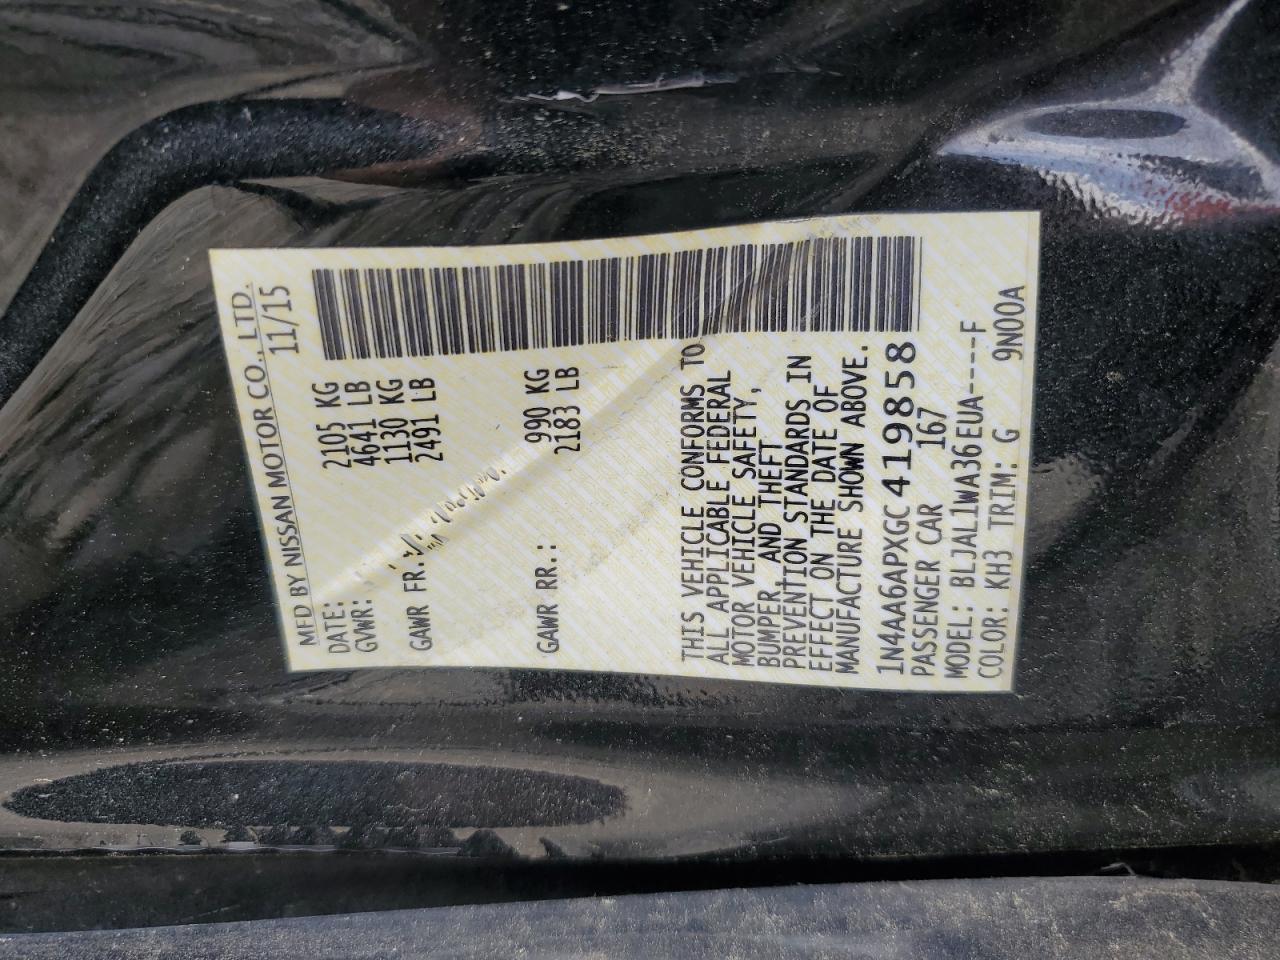 MFD BY NISSAN MOTOR CO., LTD.
DATE: 11/15
GVWR: 2105 KG
4641 LB
GAWR FR.: 1130 KG
2491 LB
GAWR RR.: 990 KG
2183 LB
THIS VEHICLE CONFORMS TO
ALL APPLICABLE FEDERAL
MOTOR VEHICLE SAFETY,
BUMPER, AND THEFT
PREVENTION STANDARDS IN
EFFECT ON THE DATE OF
MANUFACTURE SHOWN ABOVE.
1N4AA6APXGC419858
PASSENGER CAR 167
MODEL: BLJAL1WA36EUA----F
COLOR: KH3 TRIM: G 9N00A